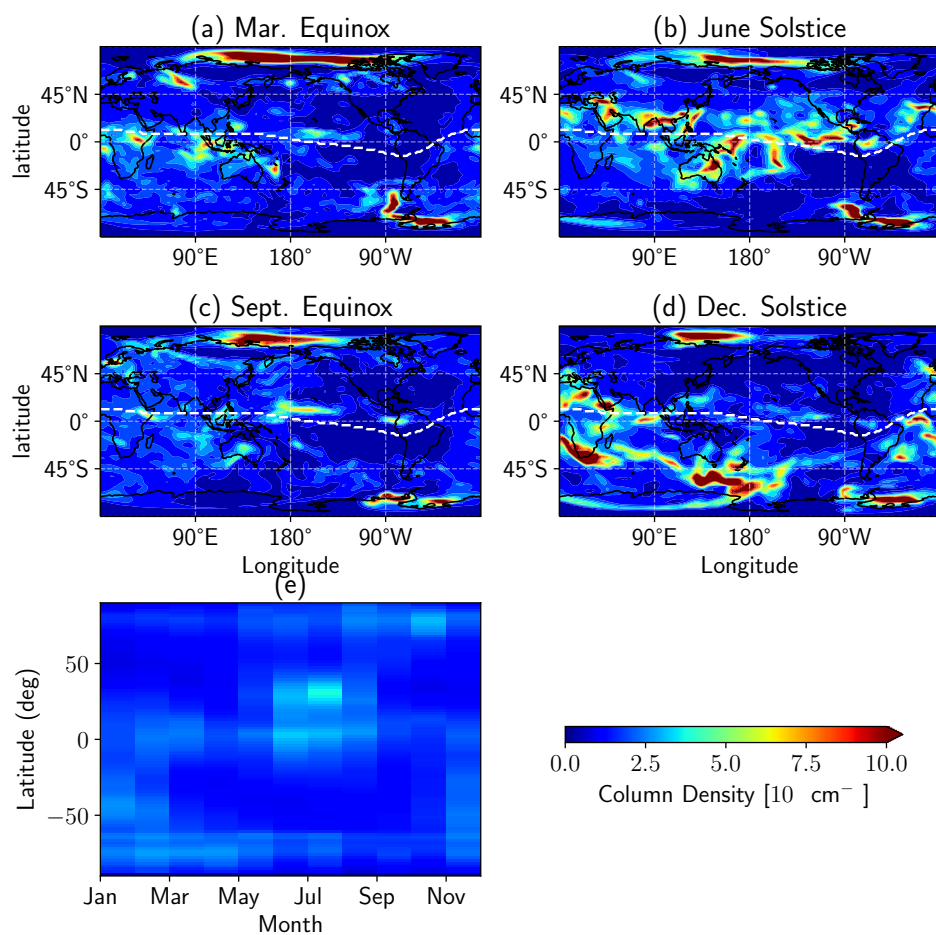 (a) Mar. Equinox
(b) June Solstice
latitude
45°N
0°
45°S
45°N
0°
45°S
90°E
180°
90°W
90°E
180°
90°W
(c) Sept. Equinox
(d) Dec. Solstice
latitude
45°N
0°
45°S
45°N
0°
45°S
90°E
180°
90°W
90°E
180°
90°W
Longitude
Longitude
(e)
Latitude (deg)
50
0
−50
Jan
Mar
May
Jul
Sep
Nov
Month
0.0
2.5
5.0
7.5
10.0
Column Density [10 cm⁻ ]